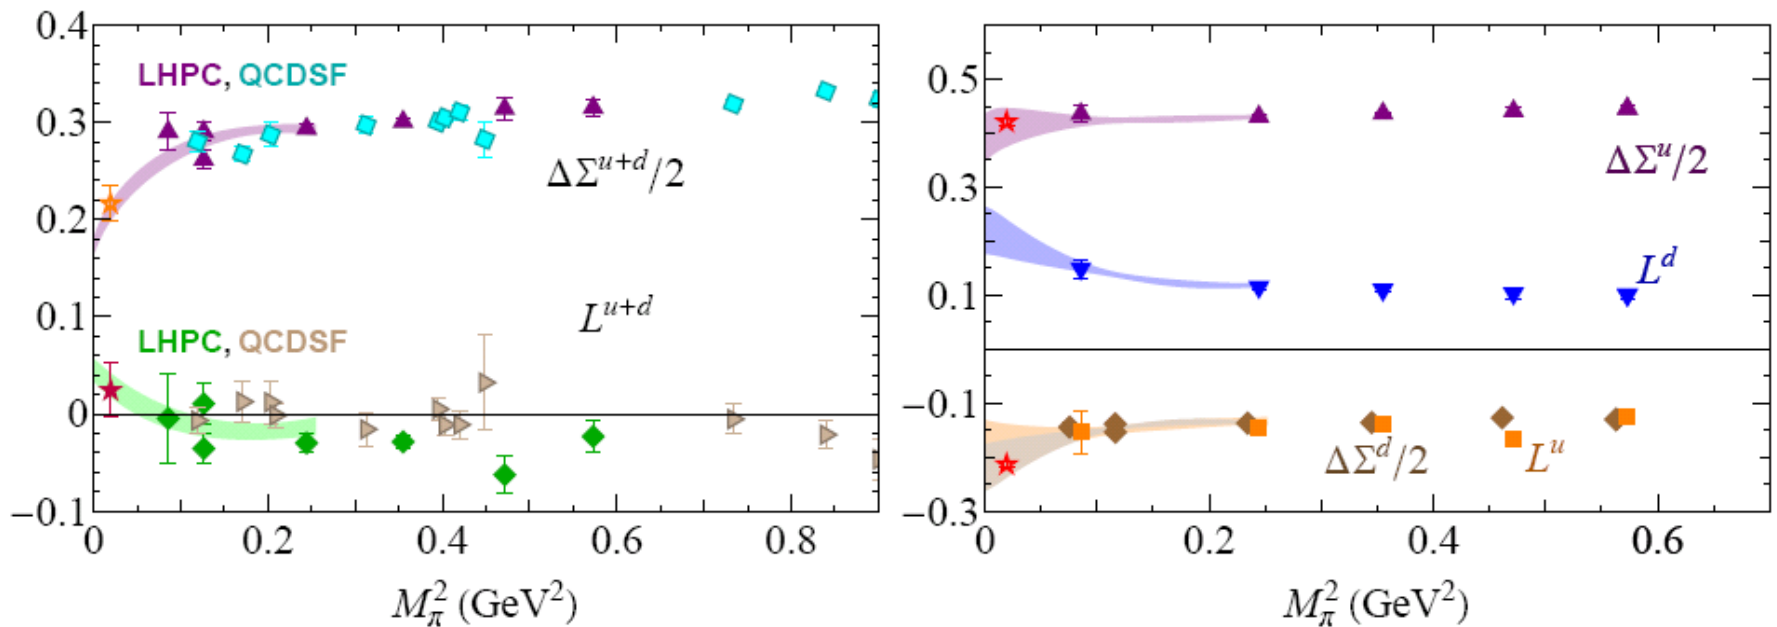 0.4
LHPC, QCDSF
0.3
ΔΣ^{u+d}/2
0.2
L^{u+d}
0.1
LHPC, QCDSF
0
−0.1
0 0.2 0.4 0.6 0.8
M_π^2 (GeV^2)
0.5
ΔΣ^u/2
0.3
L^d
0.1
−0.1
ΔΣ^d/2
L^u
−0.3
0 0.2 0.4 0.6
M_π^2 (GeV^2)